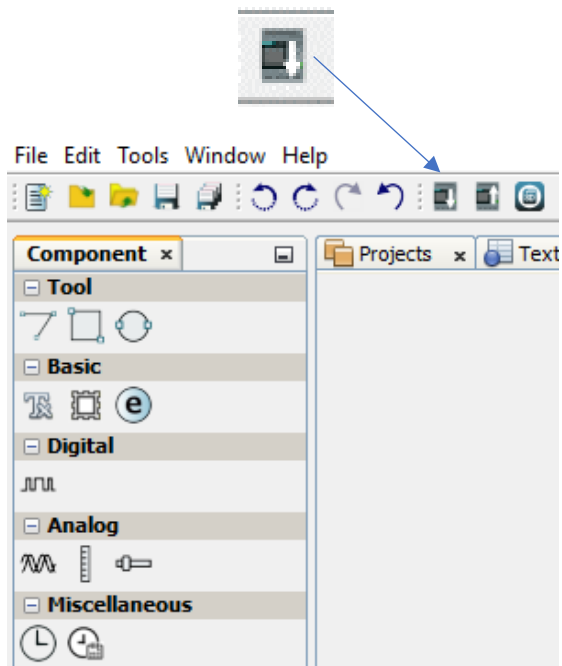 File Edit Tools Window Help
Component
Projects
Text
Tool
Basic
e
Digital
Analog
Miscellaneous